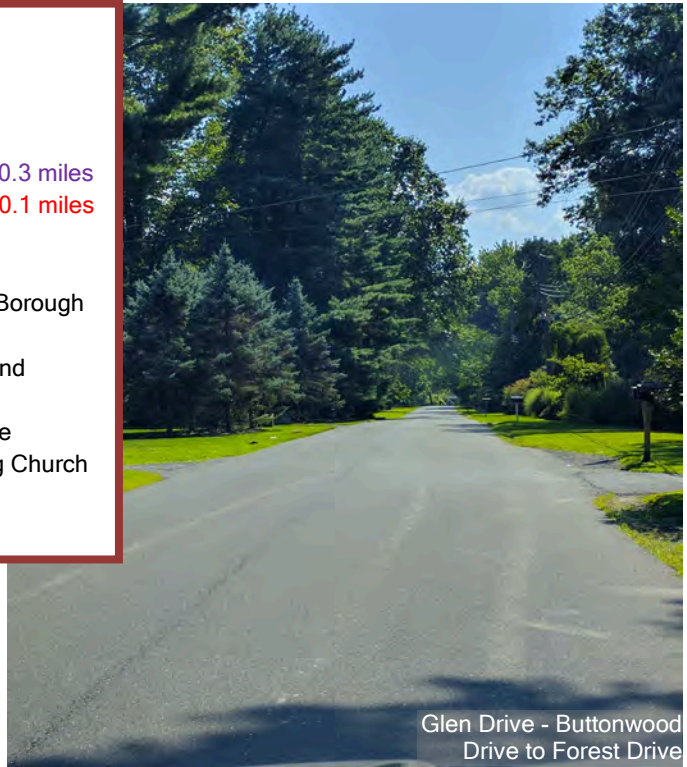 0.3 miles
0.1 miles
Borough
nd
e
g Church
Glen Drive - Buttonwood
Drive to Forest Drive